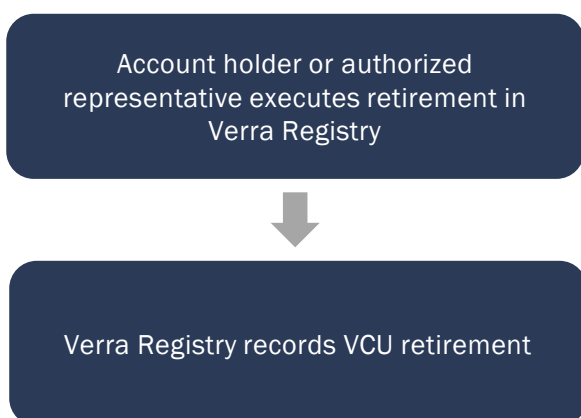 Account holder or authorized
representative executes retirement in
Verra Registry
Verra Registry records VCU retirement